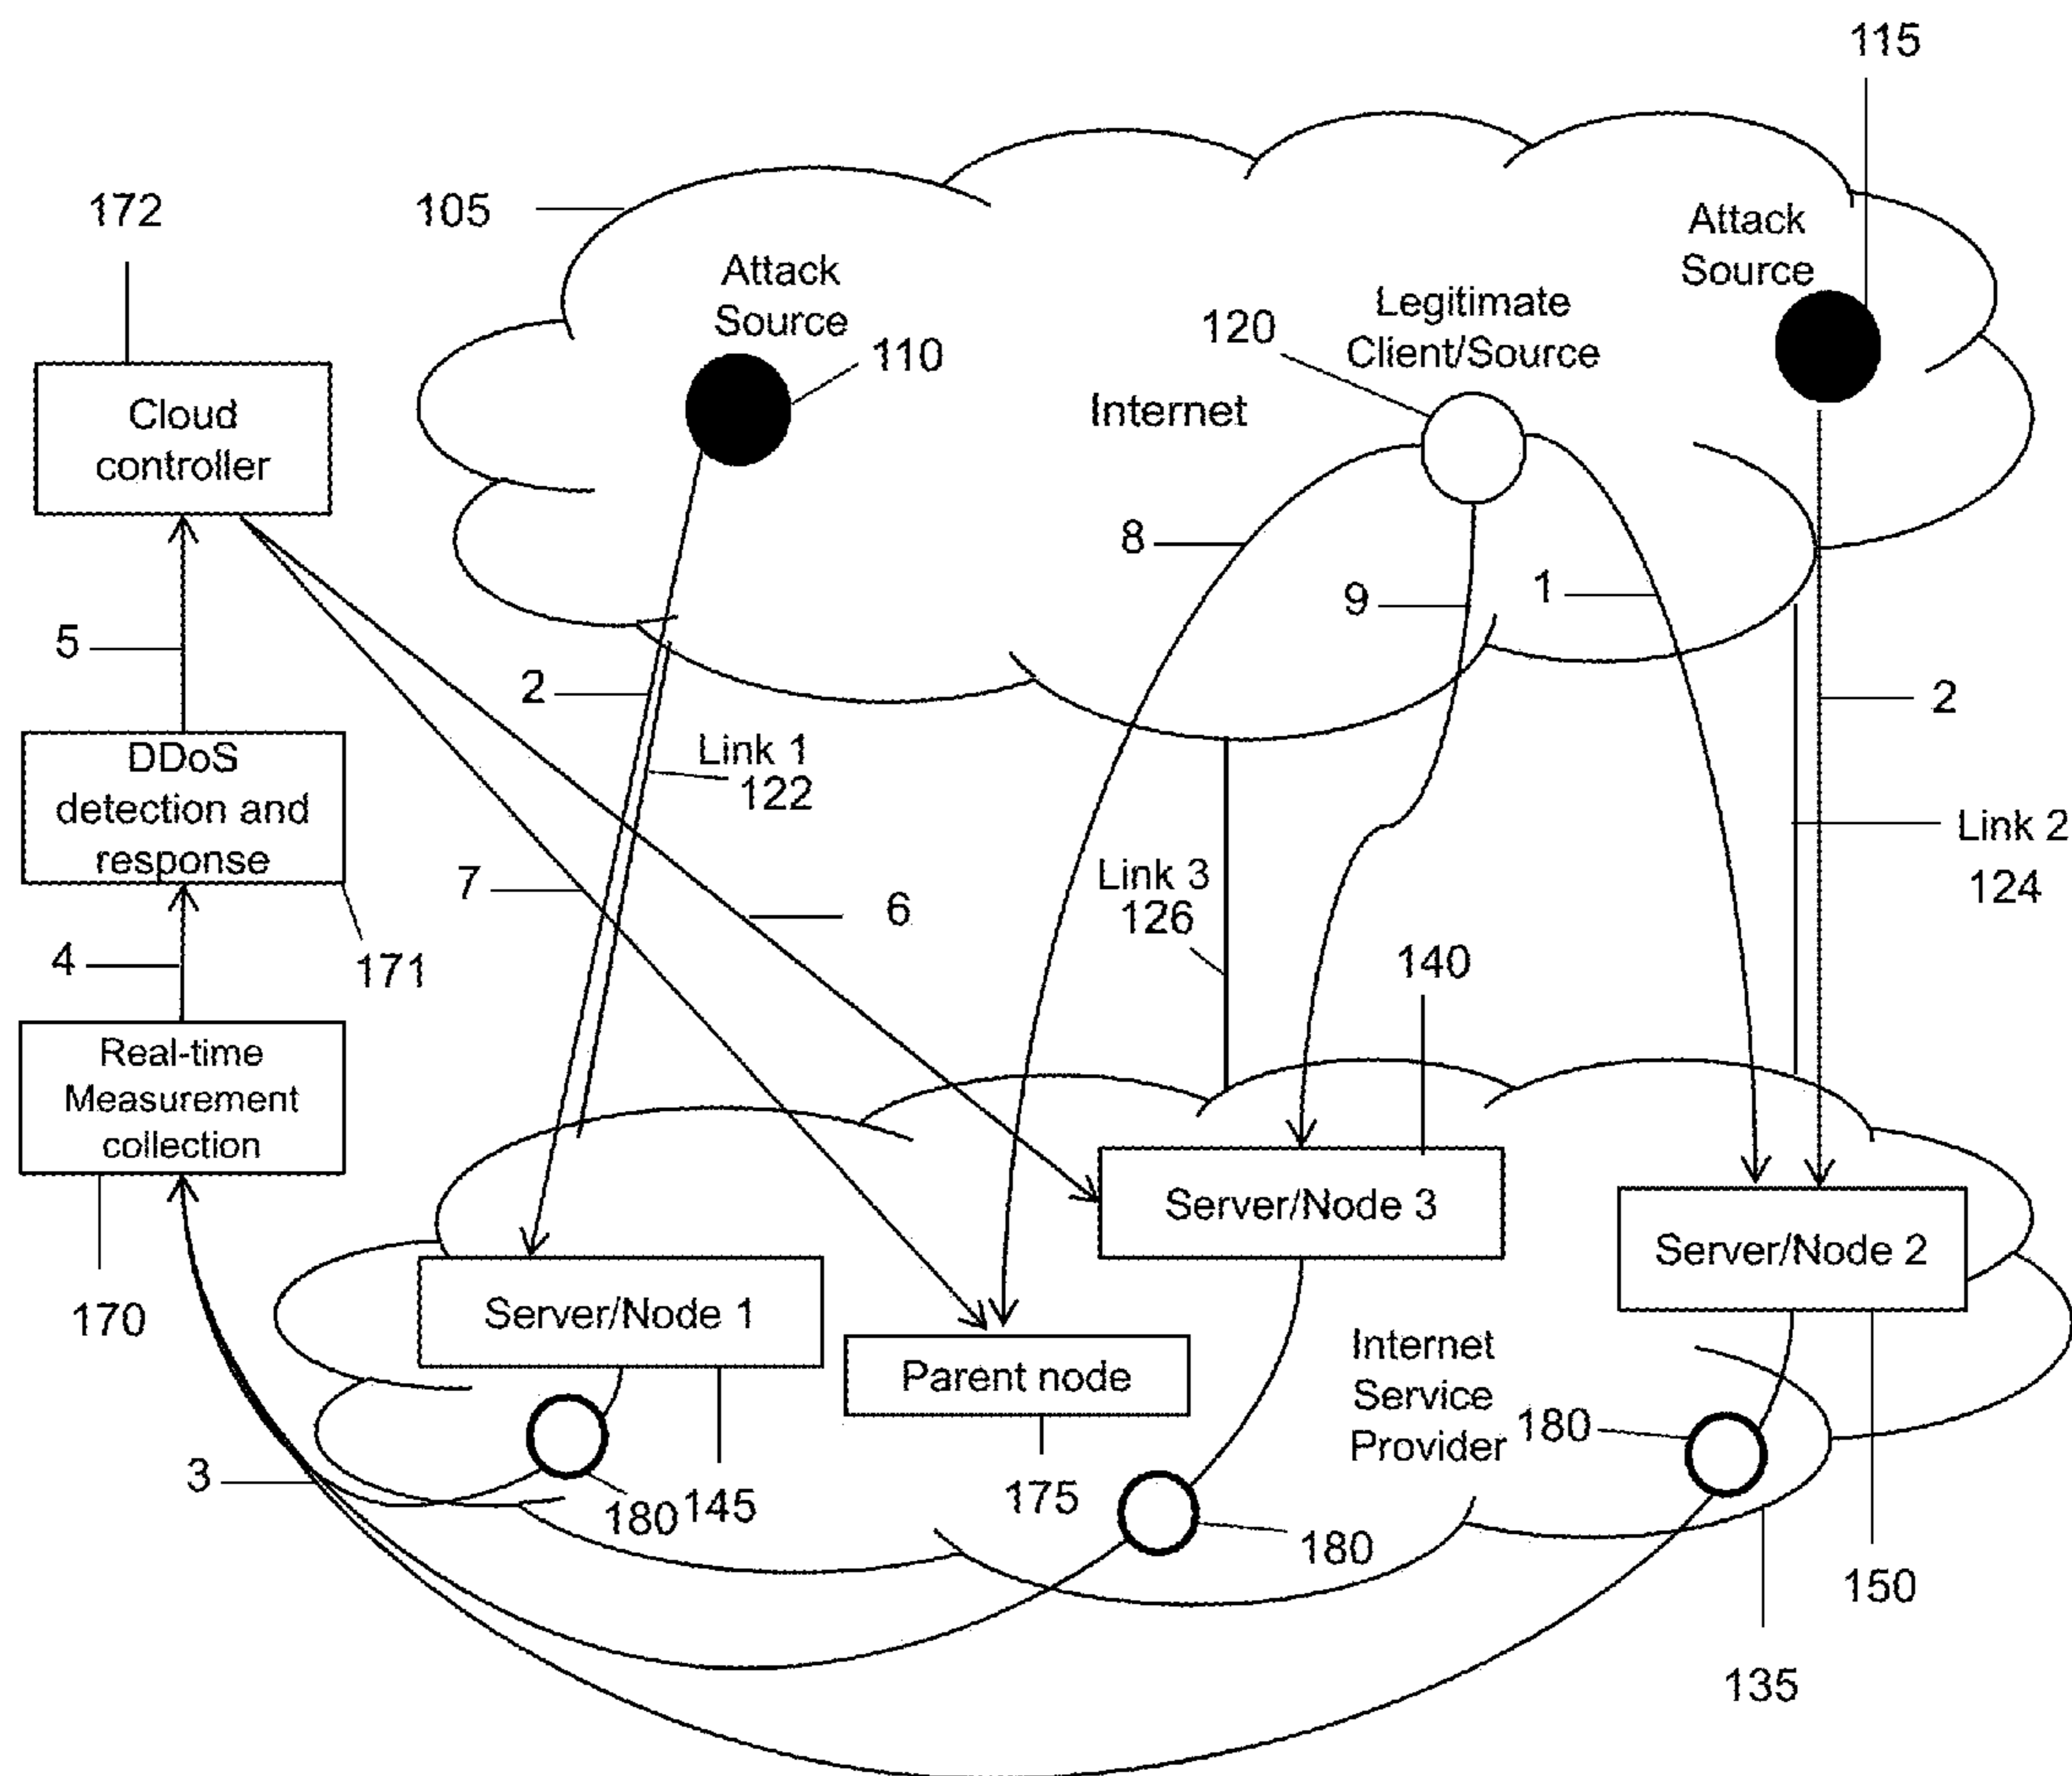 115
172
105
Attack
Source
110
Attack
Source
Legitimate
Client/Source
120
Internet
Cloud
controller
8
9
1
5
2
2
Link 1
122
DDoS
detection and
response
171
7
6
Link 3
126
Link 2
124
4
140
Real-time
Measurement
collection
170
Server/Node 3
Server/Node 2
Server/Node 1
Parent node
Internet
Service
Provider
180
3
180
145
175
180
150
135